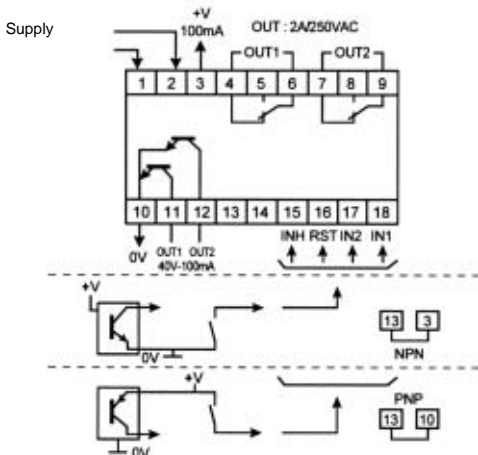 Supply
+V
100mA
OUT : 2A/250VAC
OUT1 OUT2
1 2 3 4 5 6 7 8 9
10 11 12 13 14 15 16 17 18
INH RST IN2 IN1
0V OUT1 OUT2
40V-100mA
+V
13 3
NPN
0V
+V
PNP
13 10
0V